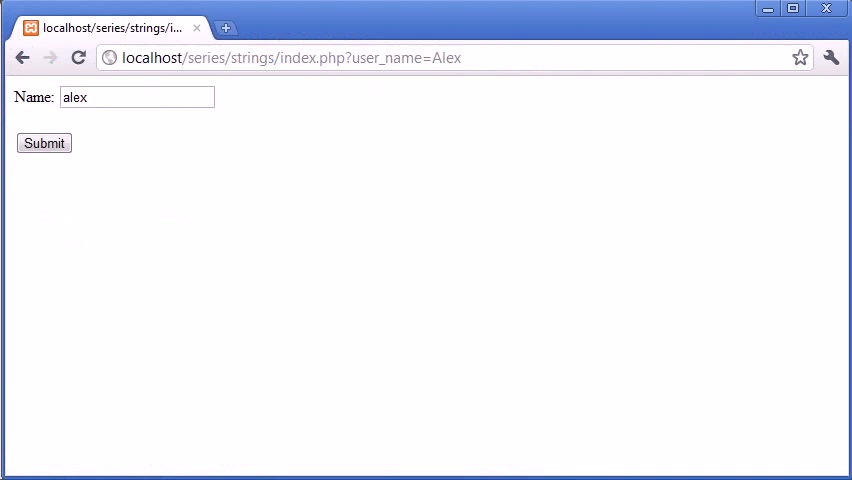 localhost/series/strings/i...
localhost/series/strings/index.php?user_name=Alex
Name: alex
Submit